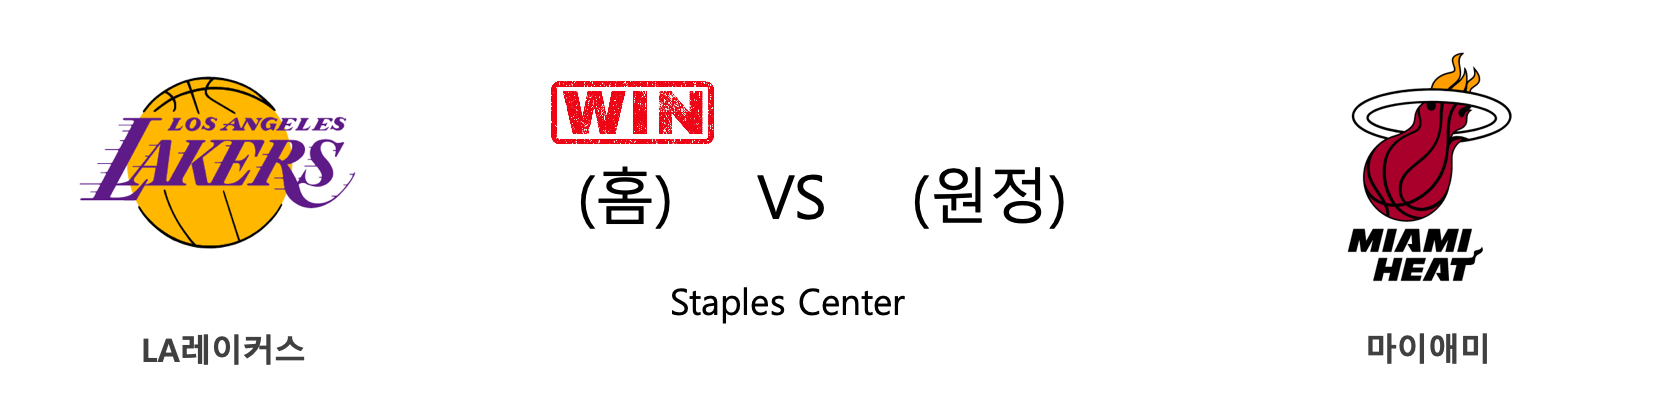 LOS ANGELES
LAKERS
WIN
(홈) VS (원정)
Staples Center
MIAMI
HEAT
LA레이커스
마이애미